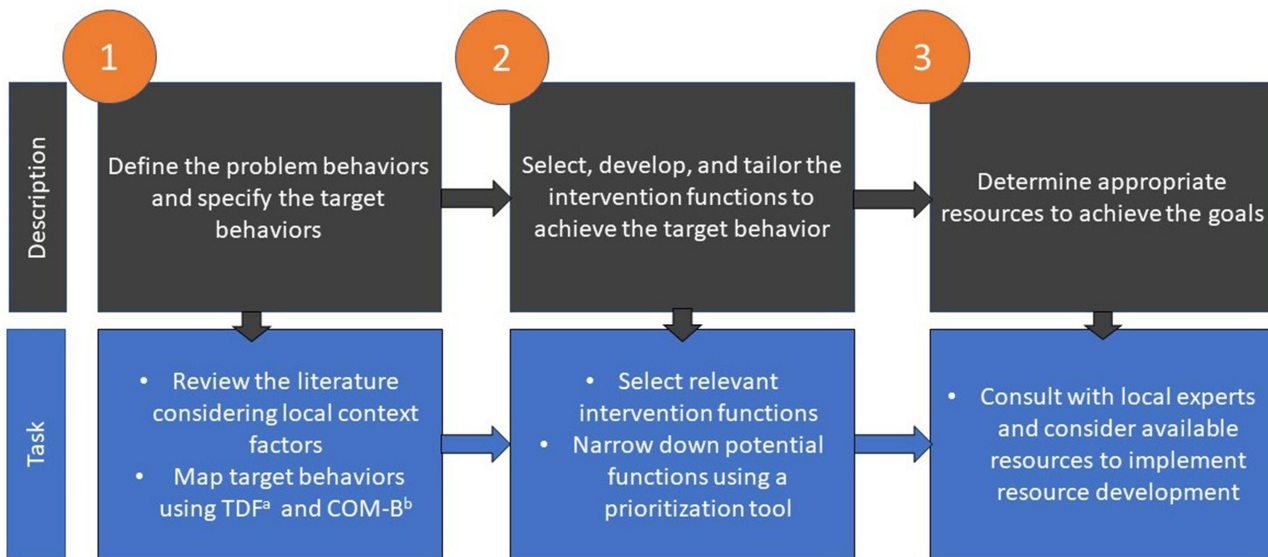 1
2
3
Description
Define the problem behaviors
and specify the target
behaviors
Select, develop, and tailor the
intervention functions to
achieve the target behavior
Determine appropriate
resources to achieve the goals
Task
• Review the literature
considering local context
factors
• Map target behaviors
using TDFᵃ and COM-Bᵇ
• Select relevant
intervention functions
• Narrow down potential
functions using a
prioritization tool
• Consult with local experts
and consider available
resources to implement
resource development